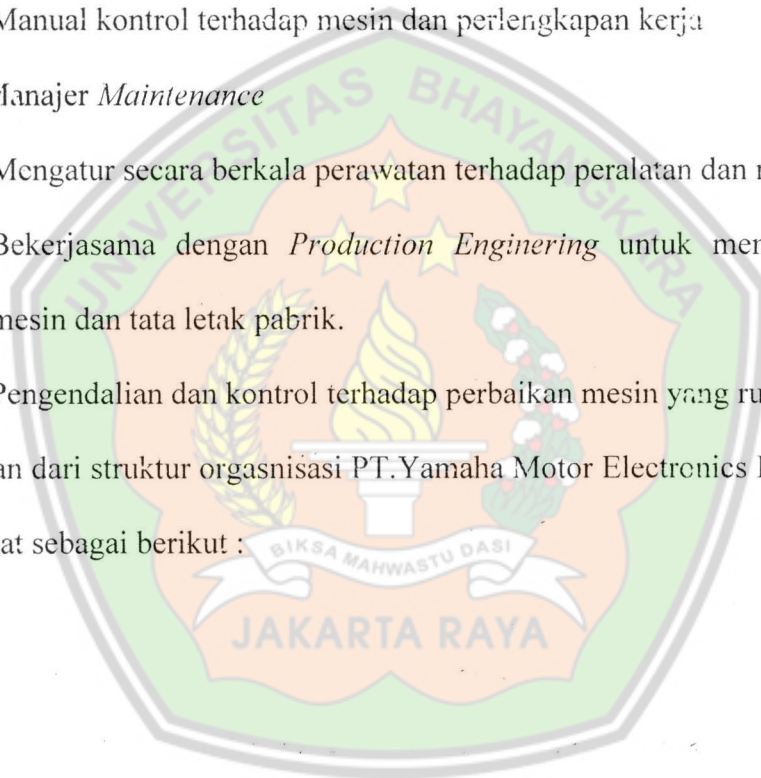 Manual kontrol terhadap mesin dan perlengkapan kerja
Manajer Maintenance
Mengatur secara berkala perawatan terhadap peralatan dan
Bekerjasama dengan Production Enginering untuk
mesin dan tata letak pabrik.
Pengendalian dan kontrol terhadap perbaikan mesin yang
dari struktur orgasnisasi PT.Yamaha Motor Electronics
sebagai berikut :
UNIVERSITAS BHAYANGKARA
BIKSA MAHWASTU DASI
JAKARTA RAYA